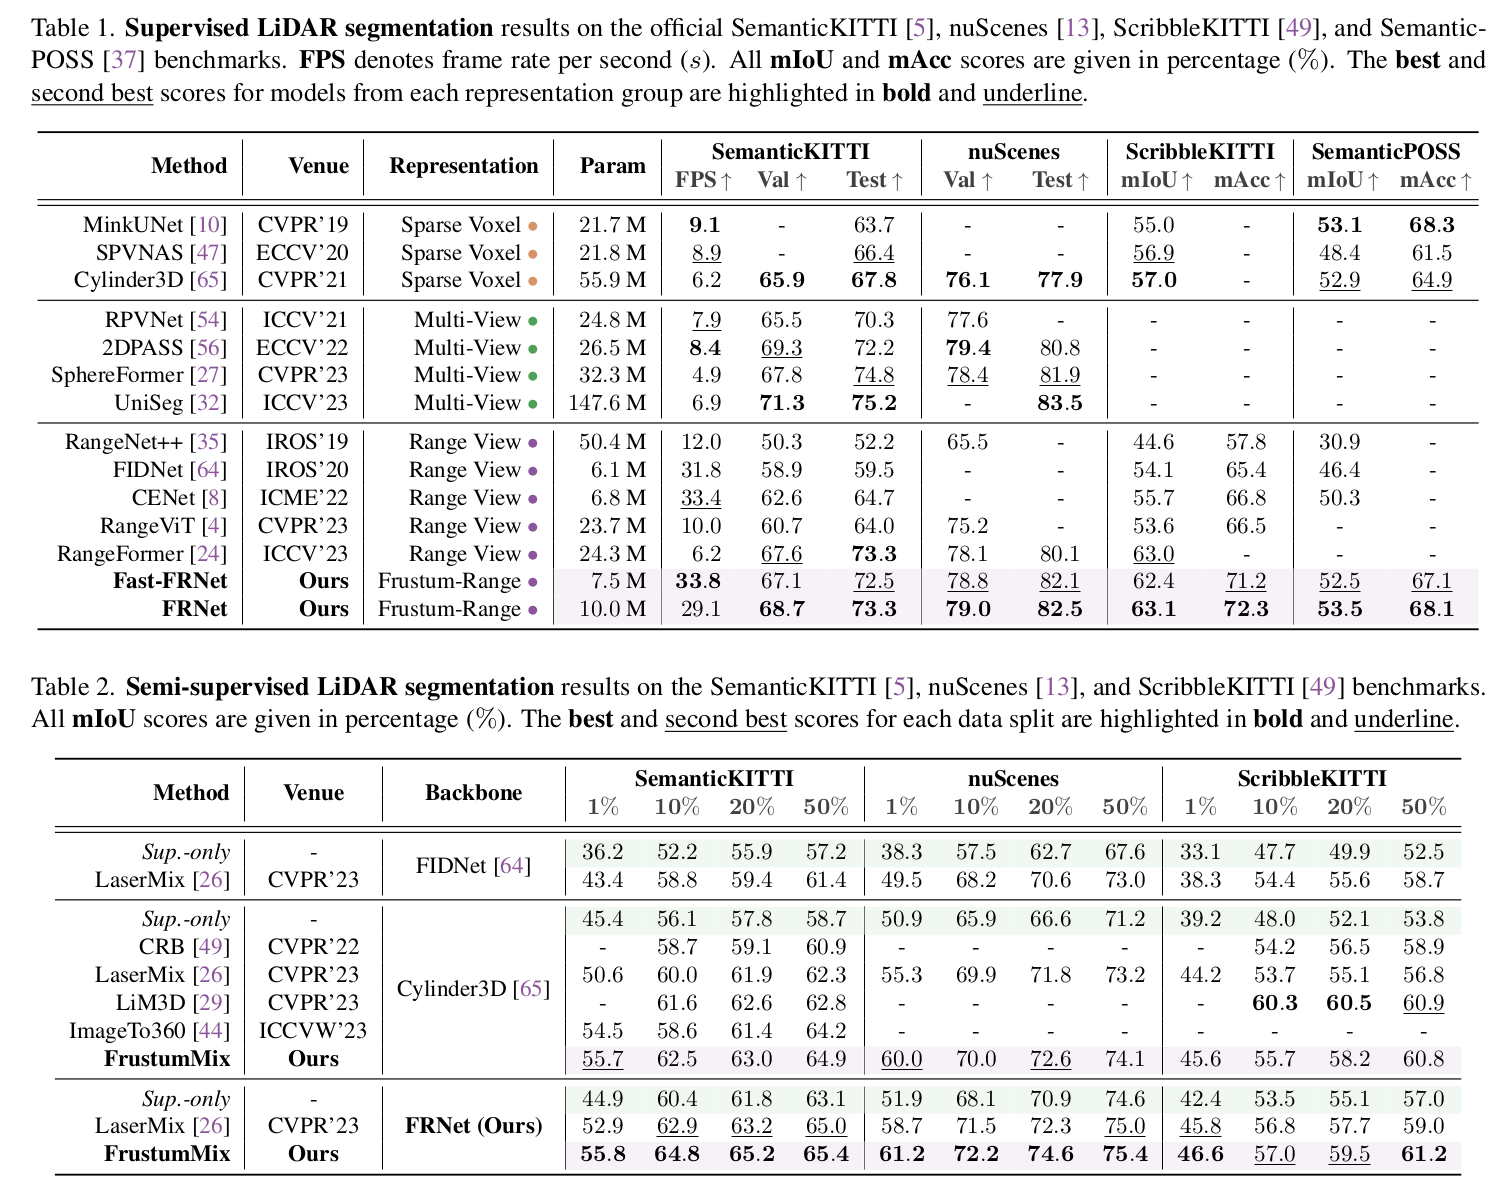 Table 1. Supervised LiDAR segmentation results on the official SemanticKITTI [5], nuScenes [13], ScribbleKITTI [49], and Semantic-
POSS [37] benchmarks. FPS denotes frame rate per second (s). All mIoU and mAcc scores are given in percentage (%). The best and
second best scores for models from each representation group are highlighted in bold and underline.
Method Venue Representation Param SemanticKITTI nuScenes ScribbleKITTI SemanticPOSS
FPS↑ Val↑ Test↑ Val↑ Test↑ mIoU↑ mAcc↑ mIoU↑ mAcc↑
MinkUNet [10] CVPR’19 Sparse Voxel • 21.7 M 9.1 - 63.7 - - 55.0 - 53.1 68.3
SPVNAS [47] ECCV’20 Sparse Voxel • 21.8 M 8.9 - 66.4 - - 56.9 - 48.4 61.5
Cylinder3D [65] CVPR’21 Sparse Voxel • 55.9 M 6.2 65.9 67.8 76.1 77.9 57.0 - 52.9 64.9
RPVNet [54] ICCV’21 Multi-View • 24.8 M 7.9 65.5 70.3 77.6 - - - - -
2DPASS [56] ECCV’22 Multi-View • 26.5 M 8.4 69.3 72.2 79.4 80.8 - - - -
SphereFormer [27] CVPR’23 Multi-View • 32.3 M 4.9 67.8 74.8 78.4 81.9 - - - -
UniSeg [32] ICCV’23 Multi-View • 147.6 M 6.9 71.3 75.2 - 83.5 - - - -
RangeNet++ [35] IROS’19 Range View • 50.4 M 12.0 50.3 52.2 65.5 - 44.6 57.8 30.9 -
FIDNet [64] IROS’20 Range View • 6.1 M 31.8 58.9 59.5 - - 54.1 65.4 46.4 -
CENet [8] ICME’22 Range View • 6.8 M 33.4 62.6 64.7 - - 55.7 66.8 50.3 -
RangeViT [4] CVPR’23 Range View • 23.7 M 10.0 60.7 64.0 75.2 - 53.6 66.5 - -
RangeFormer [24] ICCV’23 Range View • 24.3 M 6.2 67.6 73.3 78.1 80.1 63.0 - - -
Fast-FRNet Ours Frustum-Range • 7.5 M 33.8 67.1 72.5 78.8 82.1 62.4 71.2 52.5 67.1
FRNet Ours Frustum-Range • 10.0 M 29.1 68.7 73.3 79.0 82.5 63.1 72.3 53.5 68.1
Table 2. Semi-supervised LiDAR segmentation results on the SemanticKITTI [5], nuScenes [13], and ScribbleKITTI [49] benchmarks.
All mIoU scores are given in percentage (%). The best and second best scores for each data split are highlighted in bold and underline.
Method Venue Backbone SemanticKITTI nuScenes ScribbleKITTI
1% 10% 20% 50% 1% 10% 20% 50% 1% 10% 20% 50%
Sup.-only - FIDNet [64] 36.2 52.2 55.9 57.2 38.3 57.5 62.7 67.6 33.1 47.7 49.9 52.5
LaserMix [26] CVPR’23 43.4 58.8 59.4 61.4 49.5 68.2 70.6 73.0 38.3 54.4 55.6 58.7
Sup.-only - 45.4 56.1 57.8 58.7 50.9 65.9 66.6 71.2 39.2 48.0 52.1 53.8
CRB [49] CVPR’22 - 58.7 59.1 60.9 - - - - - 54.2 56.5 58.9
LaserMix [26] CVPR’23 Cylinder3D [65] 50.6 60.0 61.9 62.3 55.3 69.9 71.8 73.2 44.2 53.7 55.1 56.8
LiM3D [29] CVPR’23 - 61.6 62.6 62.8 - - - - - 60.3 60.5 60.9
ImageTo360 [44] ICCVW’23 54.5 58.6 61.4 64.2 - - - - - - - -
FrustumMix Ours 55.7 62.5 63.0 64.9 60.0 70.0 72.6 74.1 45.6 55.7 58.2 60.8
Sup.-only - 44.9 60.4 61.8 63.1 51.9 68.1 70.9 74.6 42.4 53.5 55.1 57.0
LaserMix [26] CVPR’23 FRNet (Ours) 52.9 62.9 63.2 65.0 58.7 71.5 72.3 75.0 45.8 56.8 57.7 59.0
FrustumMix Ours 55.8 64.8 65.2 65.4 61.2 72.2 74.6 75.4 46.6 57.0 59.5 61.2